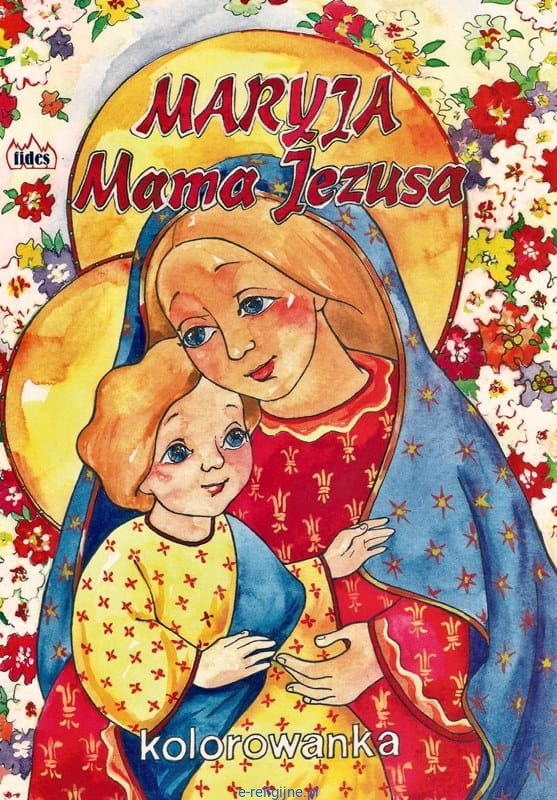 MARYJA
fides
Mama Jezusa
kolorowanka
e-religijne.pl